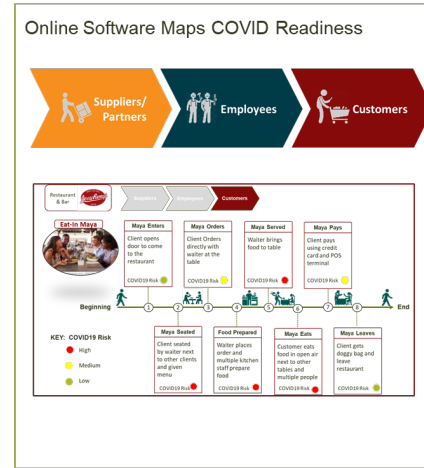 Online Software Maps COVID Readiness
Suppliers/
Partners
Employees
Customers
Restaurant
& Bar
Suppliers
Employees
Customers
Eat-In Maya
Maya Enters
Client opens
door to come
to the
restaurant
COVID19 Risk
Maya Orders
Client Orders
directly with
waiter at the
table
COVID19 Risk
Maya Served
Waiter brings
food to table
COVID19 Risk
Maya Pays
Client pays
using credit
card and POS
terminal
COVID19 Risk
Beginning
1
2
3
4
5
6
7
8
End
KEY: COVID19 Risk
High
Medium
Low
Maya Seated
Client seated
by waiter next
to other clients
and given
menu
COVID19 Risk
Food Prepared
Waiter places
order and
multiple kitchen
staff prepare
food
COVID19 Risk
Maya Eats
Customer eats
food in open air
next to other
tables and
multiple people
COVID19 Risk
Maya Leaves
Client gets
doggy bag and
leave
restaurant
COVID19 Risk